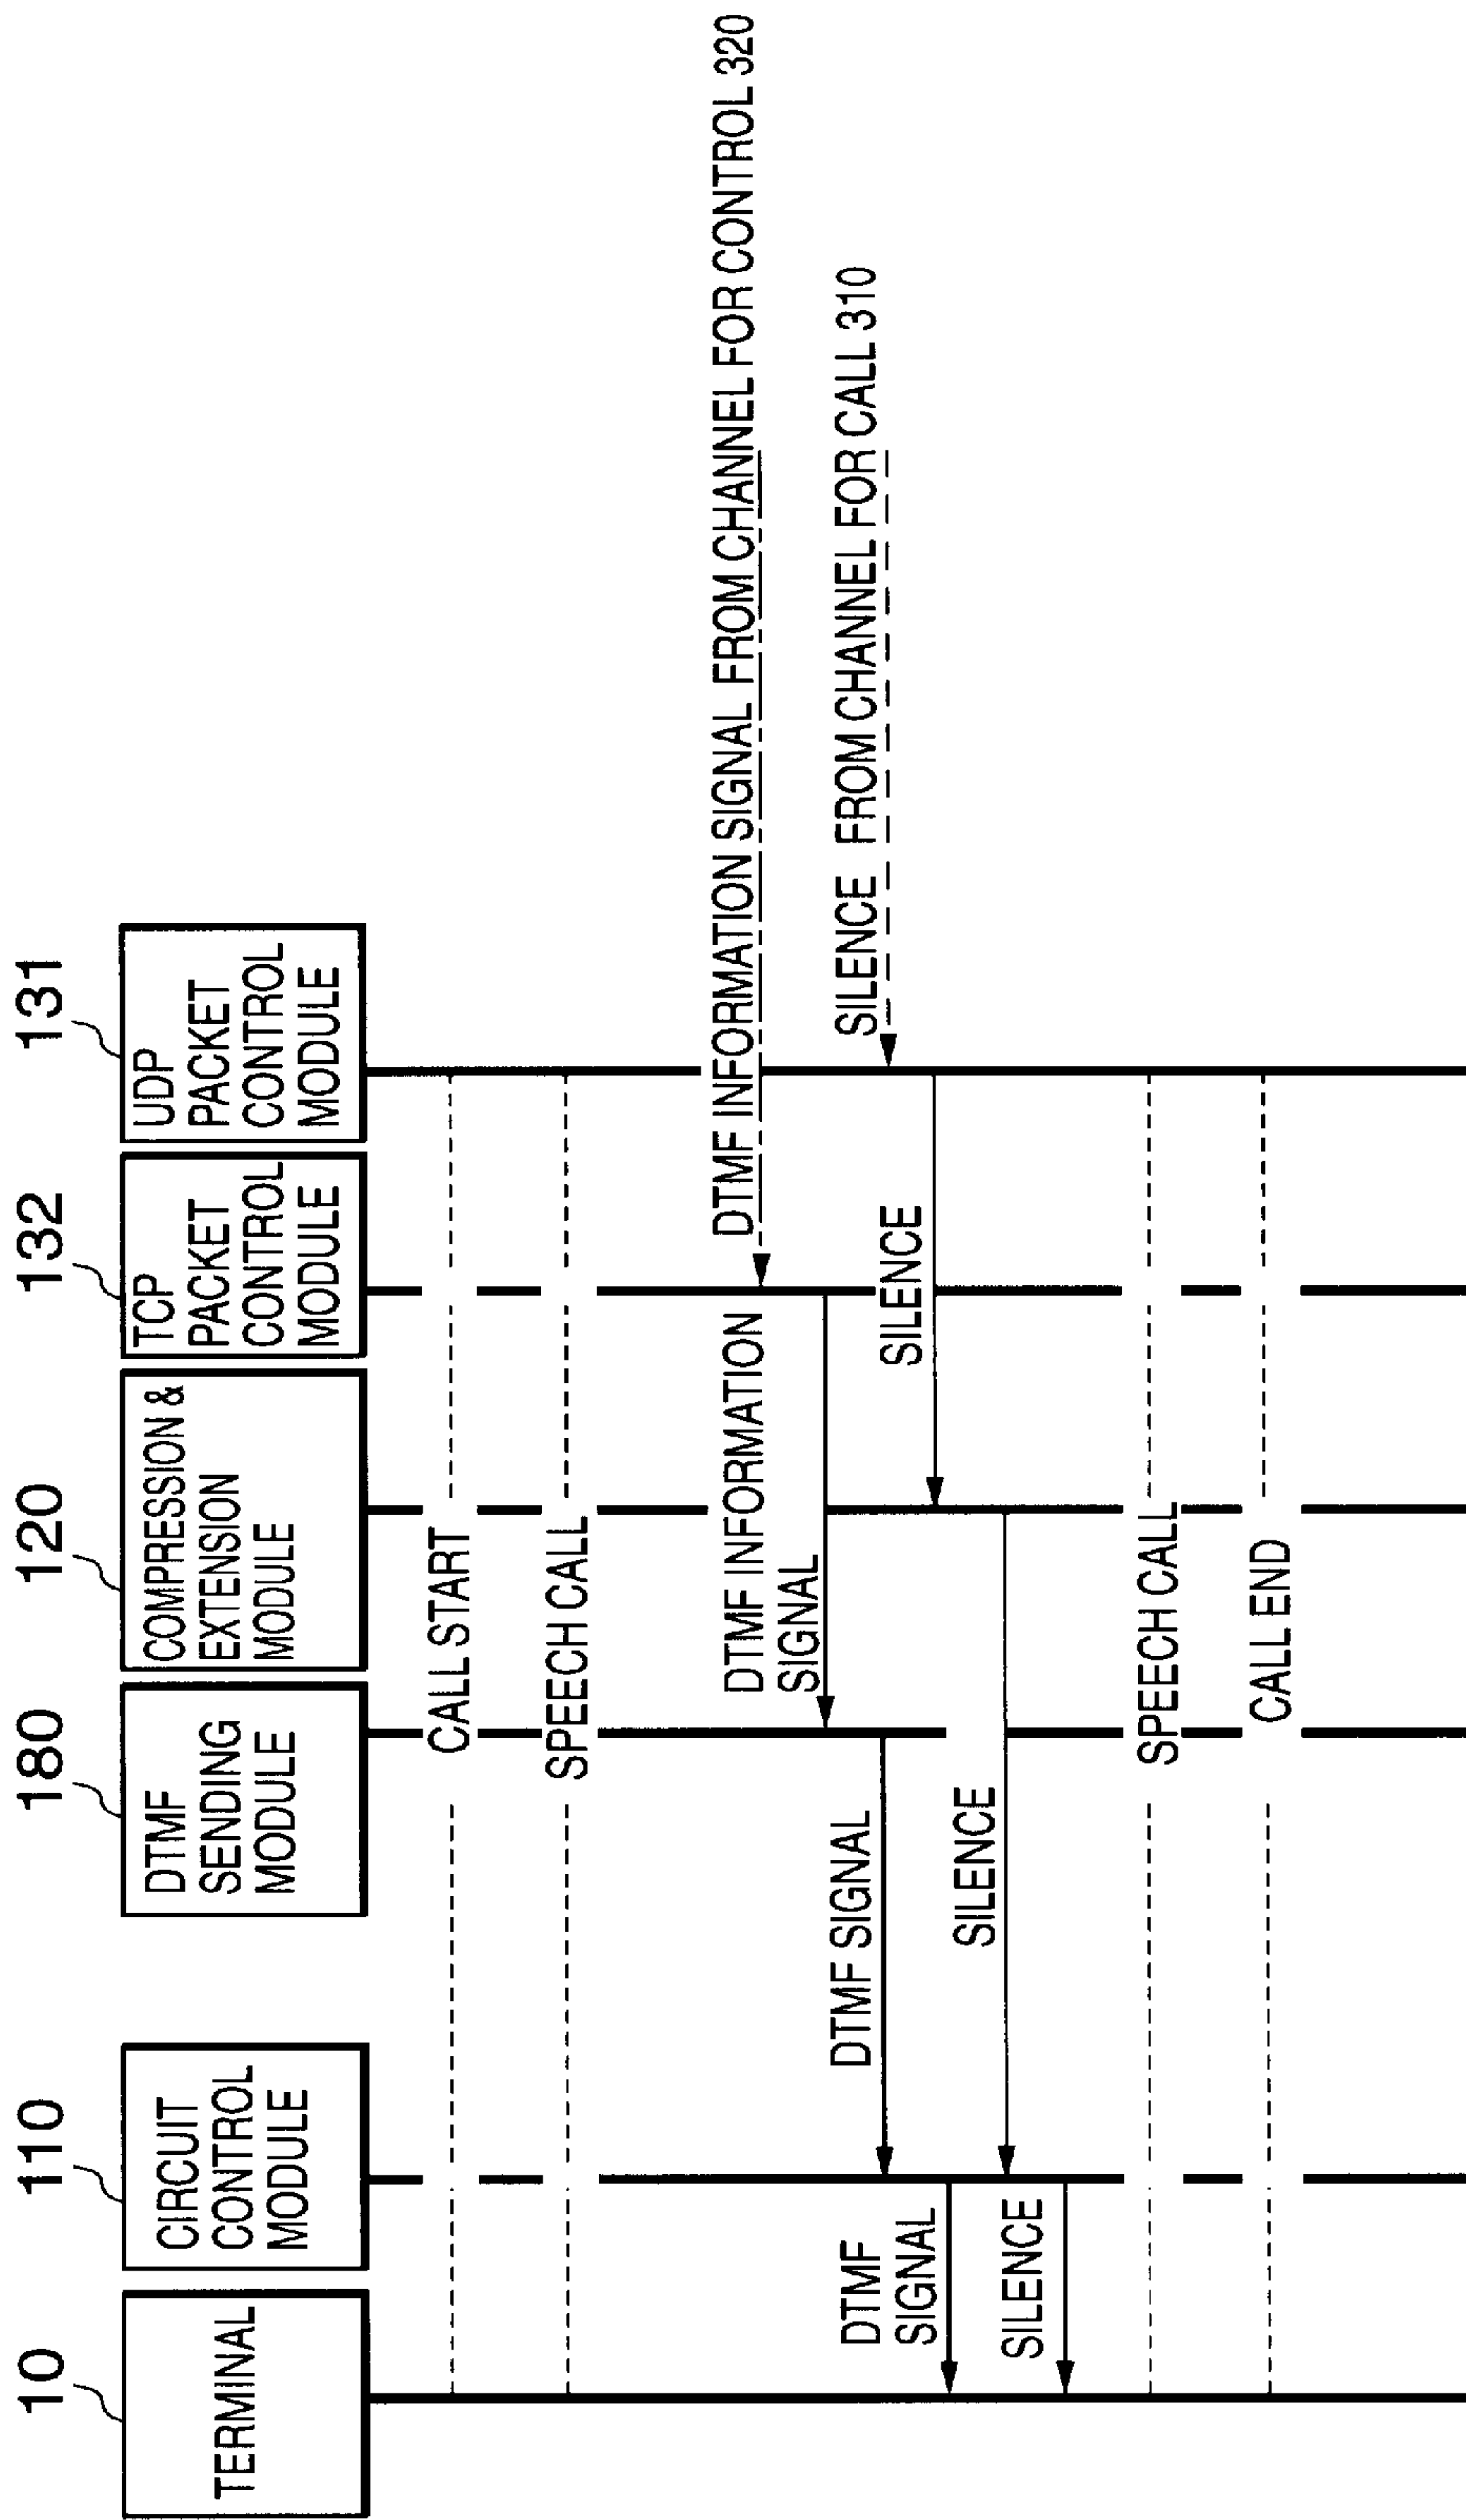 10
110
180
120
132
131
TERMINAL
CIRCUIT
CONTROL
MODULE
DTMF
SENDING
MODULE
COMPRESSION &
EXTENSION
MODULE
TCP
PACKET
CONTROL
MODULE
UDP
PACKET
CONTROL
MODULE
CALL START
SPEECH CALL
DTMF INFORMATION SIGNAL FROM CHANNEL FOR CONTROL 320
DTMF INFORMATION
SIGNAL
SILENCE FROM CHANNEL FOR CALL 310
DTMF SIGNAL
SILENCE
DTMF
SIGNAL
SILENCE
SILENCE
SPEECH CALL
CALL END